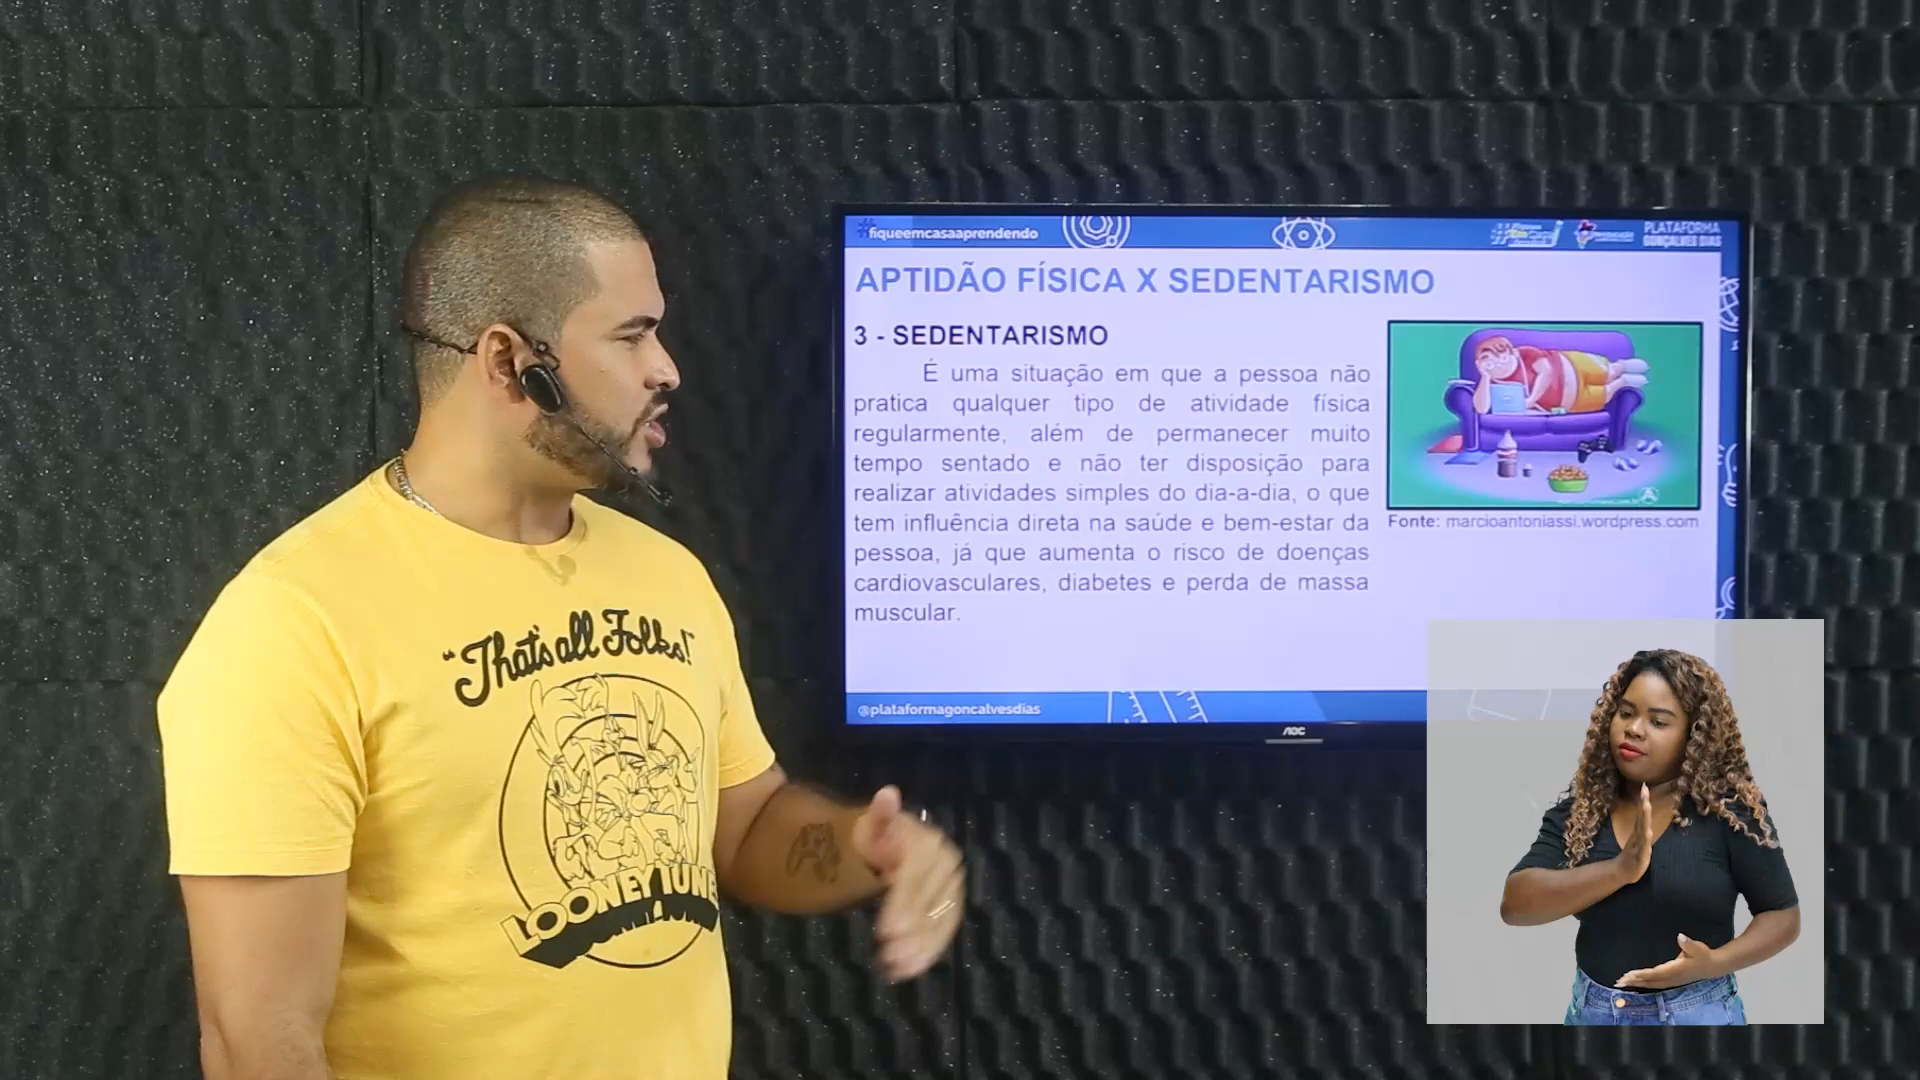 #fiqueemcasaaprendendo
PLATAFORMA
GONÇALVES DIAS
APTIDÃO FÍSICA X SEDENTARISMO
3 - SEDENTARISMO
É uma situação em que a pessoa não
pratica qualquer tipo de atividade física
regularmente, além de permanecer muito
tempo sentado e não ter disposição para
realizar atividades simples do dia-a-dia, o que
tem influência direta na saúde e bem-estar da
pessoa, já que aumenta o risco de doenças
cardiovasculares, diabetes e perda de massa
muscular.
Fonte: marcioantoniassi.wordpress.com
@plataformagoncalvesdias
AOC
"That's all Folks!"
LOONEY TUNES